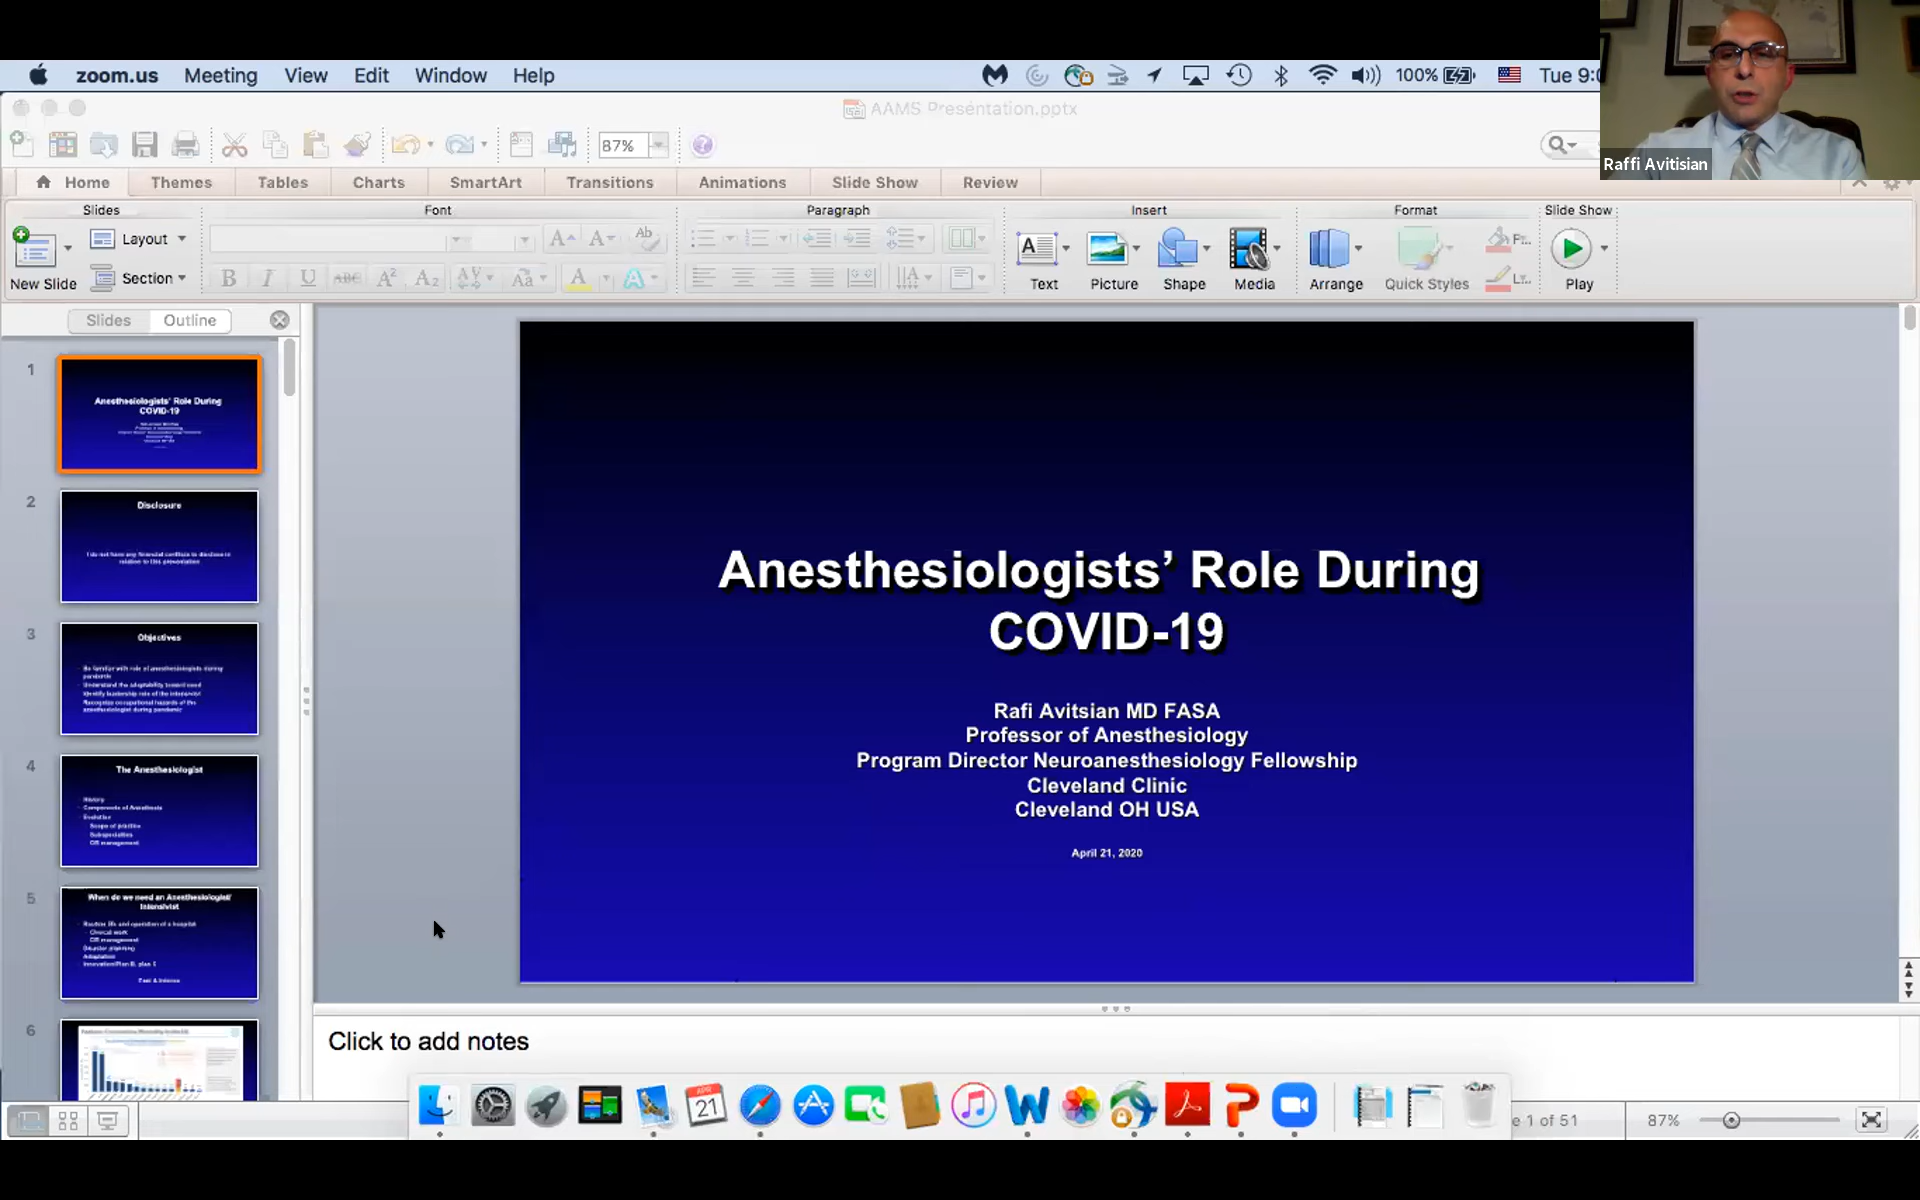 zoom.us Meeting View Edit Window Help
100% Tue 9:0
AAMS Presentation.pptx
87%
Home Themes Tables Charts SmartArt Transitions Animations Slide Show Review
Slides Font Paragraph Insert Format Slide Show
Layout
New Slide Section
Text Picture Shape Media Arrange Quick Styles Play
Raffi Avitisian
Slides Outline
1
Anesthesiologists' Role During
COVID-19
2
Disclosure
I do not have any financial conflicts to disclose in
relation to this presentation
3
Objectives
Be familiar with role of anesthesiologists during
pandemic
Understand the adaptability toward need
Identify leadership role of the intensivist
Recognize occupational hazards of the
anesthesiologist during pandemic
4
The Anesthesiologist
History
Components of Anesthesia
Evolution
Scope of practice
Subspecialties
OR management
5
When do we need an Anesthesiologist/
Intensivist
Routine life and operation of a hospital
Clinical work
OR management
Disaster planning
Adaptation
Innovation/Plan B, plan C
6
Anesthesiologists’ Role During
COVID-19
Rafi Avitsian MD FASA
Professor of Anesthesiology
Program Director Neuroanesthesiology Fellowship
Cleveland Clinic
Cleveland OH USA
April 21, 2020
Click to add notes
APR
21
e 1 of 51
87%